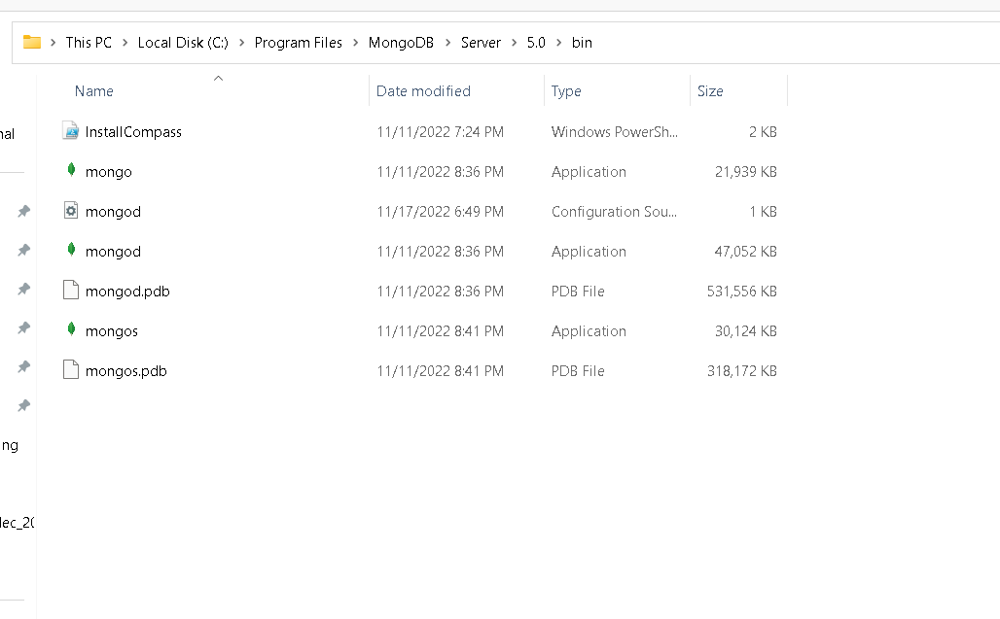 This PC > Local Disk (C:) > Program Files > MongoDB > Server > 5.0 > bin
Name Date modified Type Size
InstallCompass 11/11/2022 7:24 PM Windows PowerSh... 2 KB
mongo 11/11/2022 8:36 PM Application 21,939 KB
mongod 11/17/2022 6:49 PM Configuration Sou... 1 KB
mongod 11/11/2022 8:36 PM Application 47,052 KB
mongod.pdb 11/11/2022 8:36 PM PDB File 531,556 KB
mongos 11/11/2022 8:41 PM Application 30,124 KB
mongos.pdb 11/11/2022 8:41 PM PDB File 318,172 KB
nal
ng